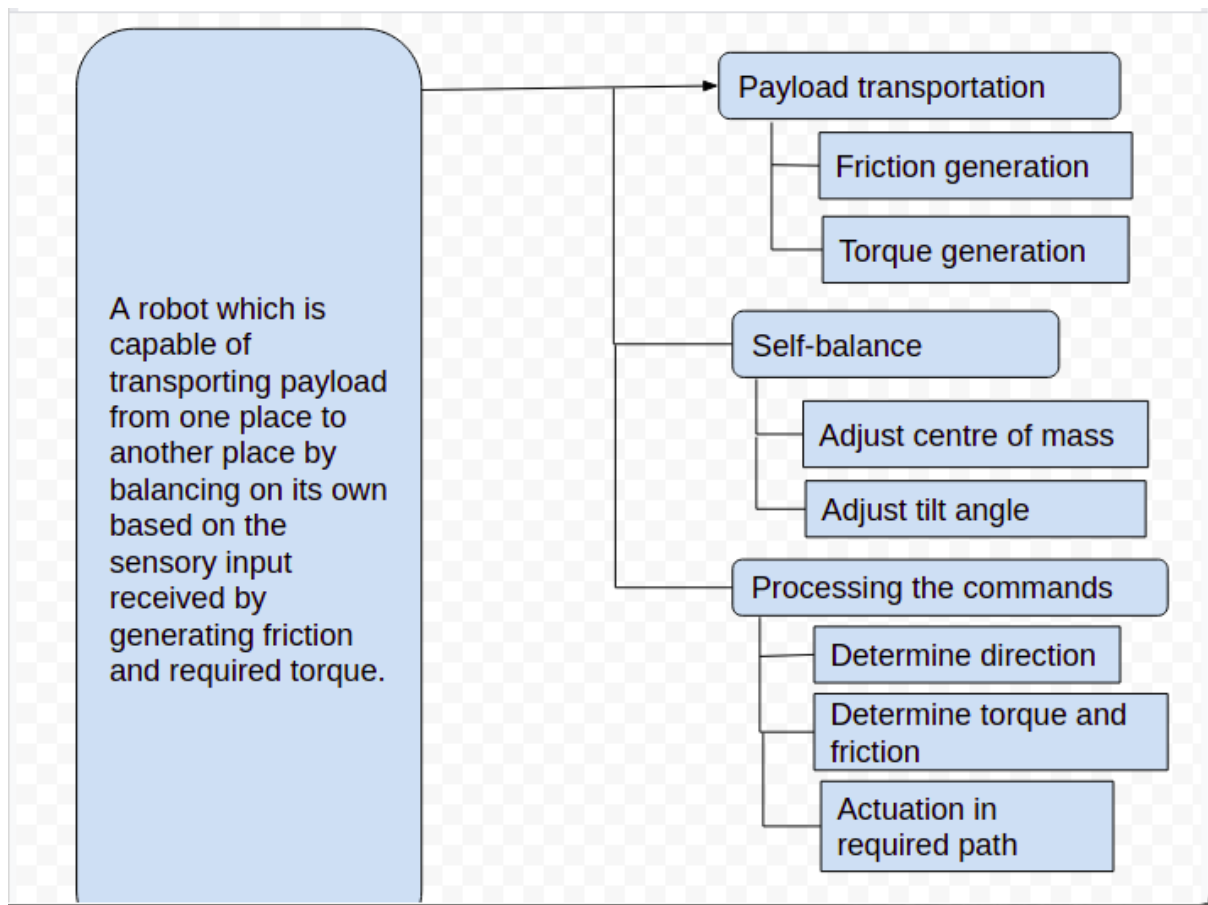 A robot which is
capable of
transporting payload
from one place to
another place by
balancing on its own
based on the
sensory input
received by
generating friction
and required torque.
Payload transportation
Friction generation
Torque generation
Self-balance
Adjust centre of mass
Adjust tilt angle
Processing the commands
Determine direction
Determine torque and
friction
Actuation in
required path